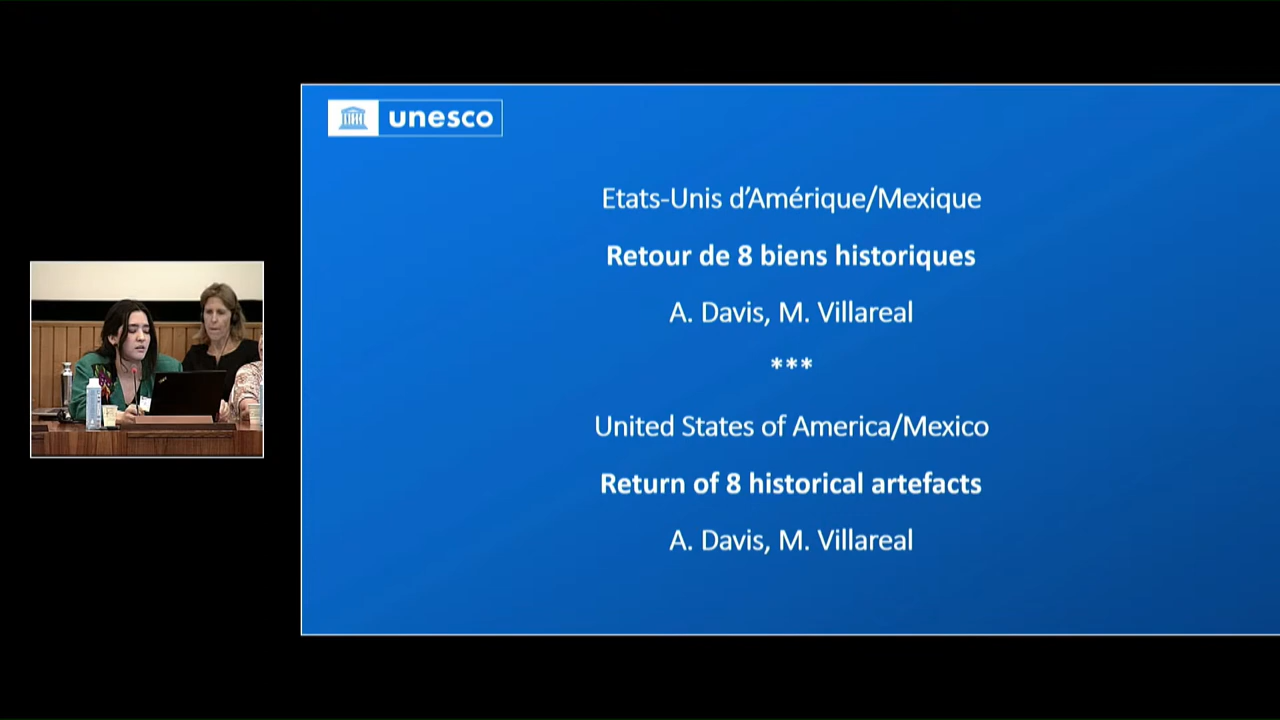 unesco
Etats-Unis d'Amérique/Mexique
Retour de 8 biens historiques
A. Davis, M. Villareal
***
United States of America/Mexico
Return of 8 historical artefacts
A. Davis, M. Villareal